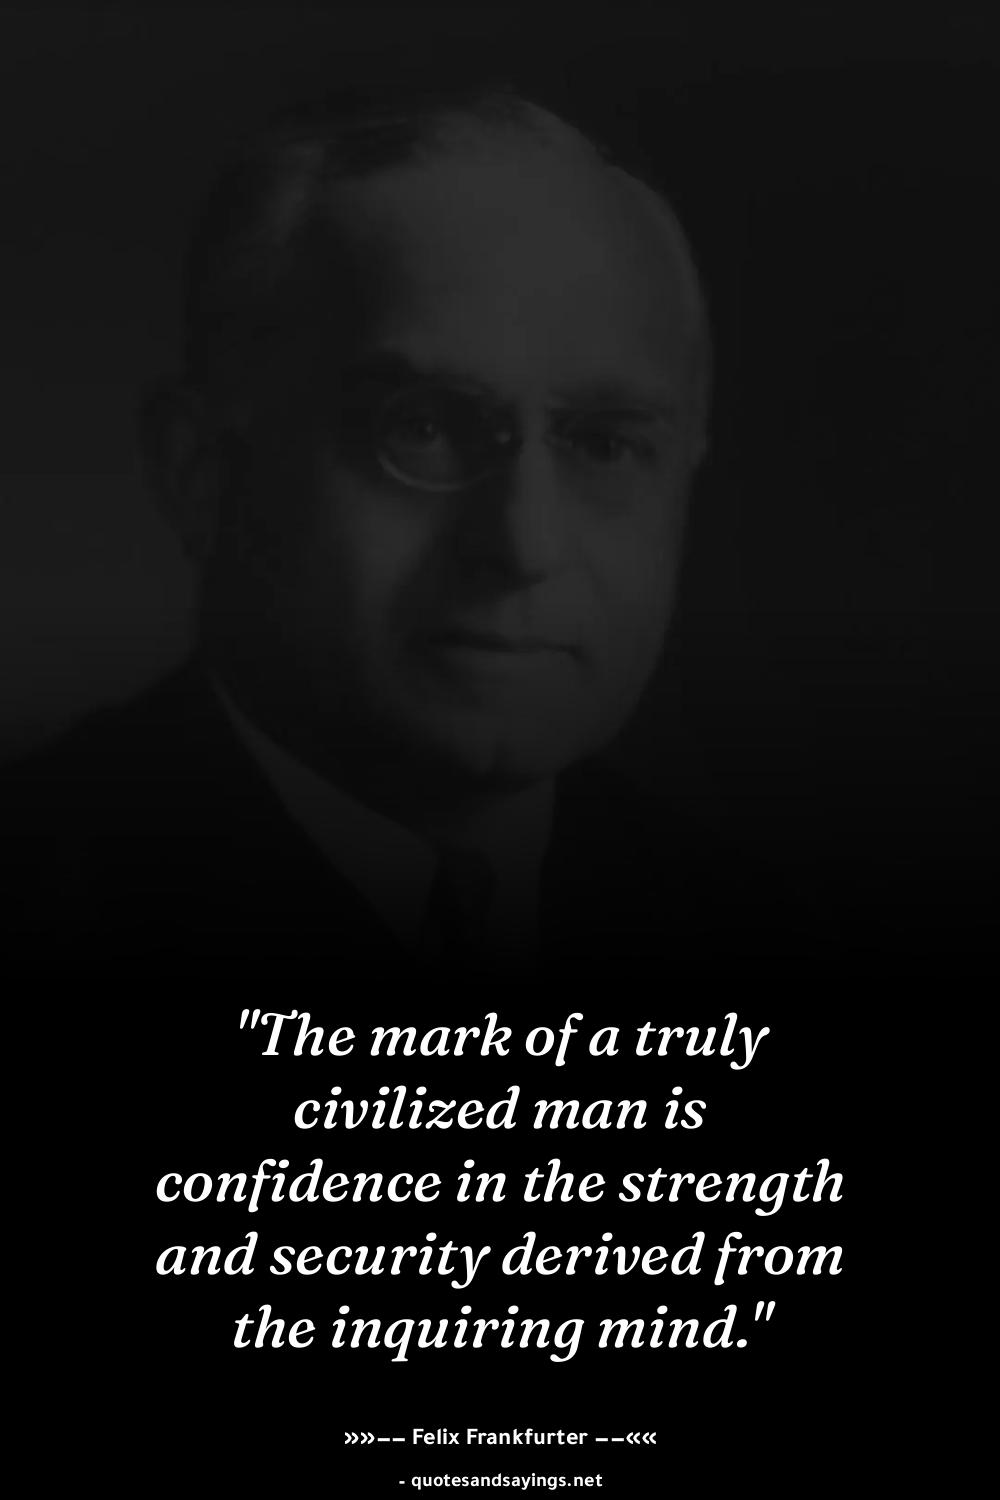 "The mark of a truly
civilized man is
confidence in the strength
and security derived from
the inquiring mind."
»»–– Felix Frankfurter ––««
- quotesandsayings.net